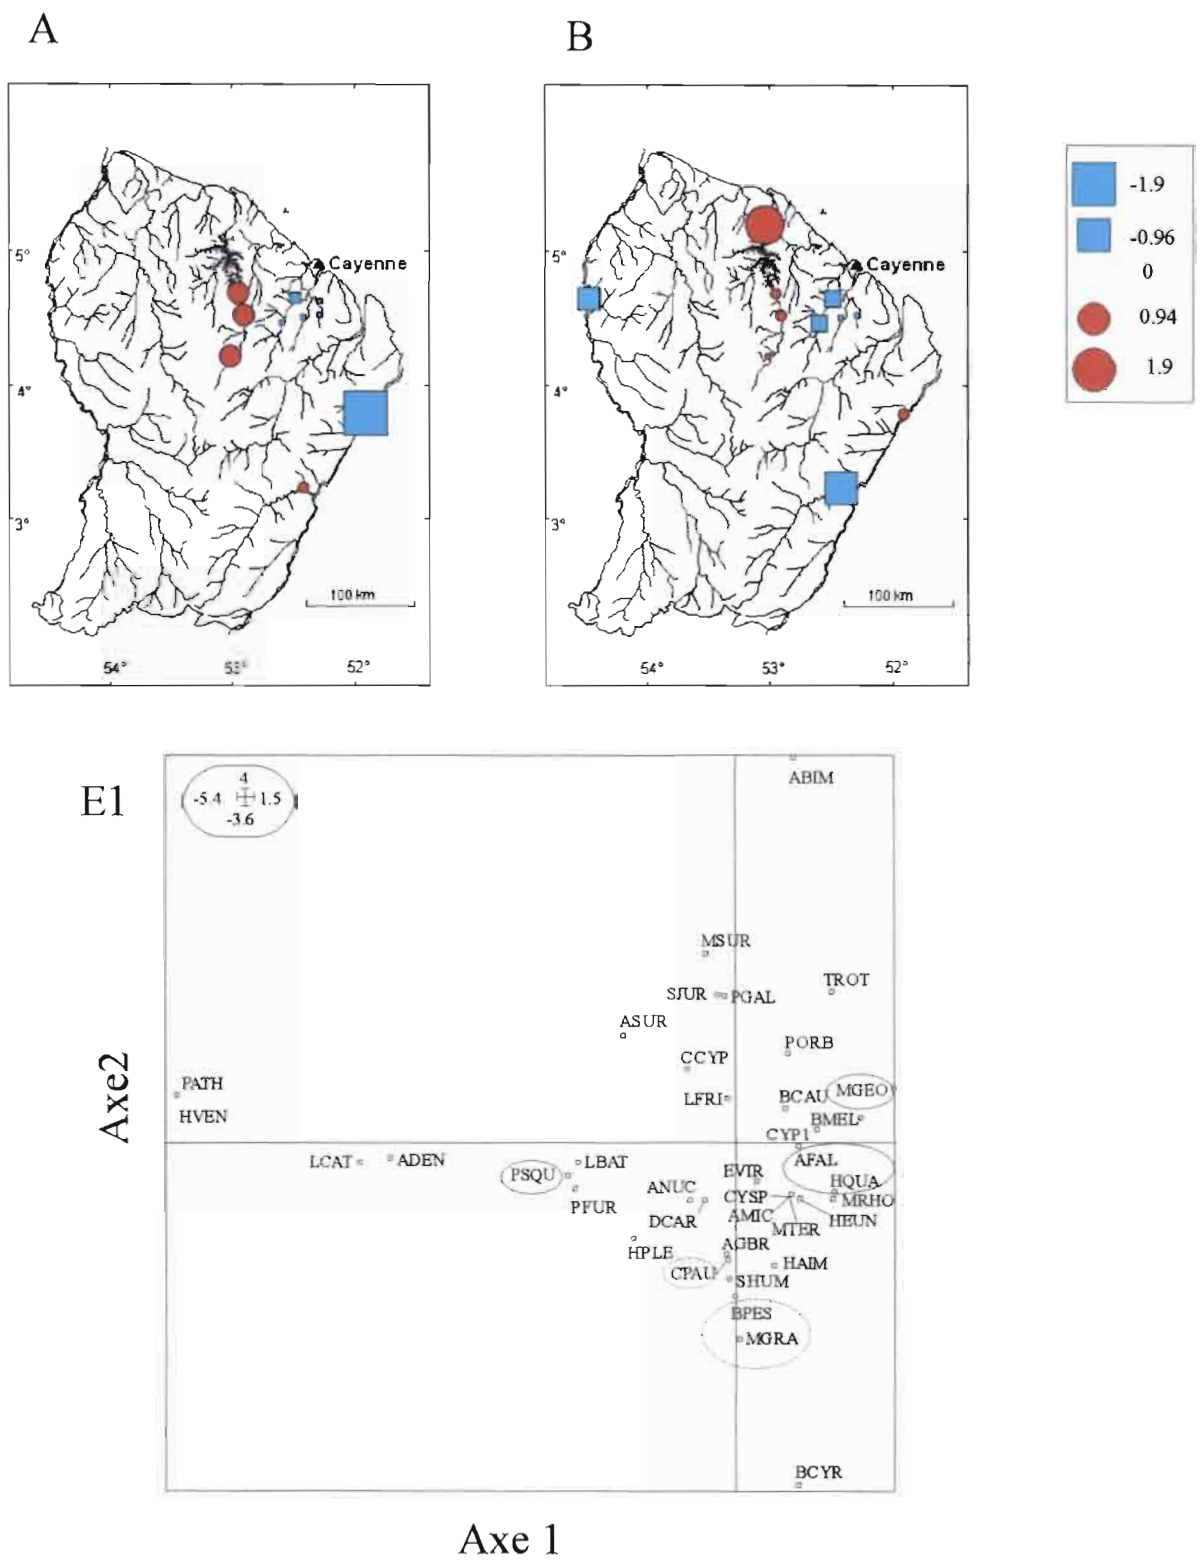 A
B
5°
Cayenne
4°
3°
100 km
54°
53°
52°
5°
Cayenne
4°
3°
100 km
54°
53°
52°
-1.9
-0.96
0
0.94
1.9
E1
4
-5.4
1.5
-3.6
ABIM
MSUR
SJUR
PGAL
TROT
ASUR
PORB
CCYP
PATH
LFRI
BCAU
MGEO
HVEN
BMEL
CYP1
LCAT
ADEN
LBAT
AFAL
PSQU
EVIR
HQUA
ANUC
CYSP
MRHO
PFUR
DCAR
AMIC
MTER
HEUN
HPLE
AGBR
CPAU
HAIM
SHUM
BPES
MGRA
BCYR
Axe2
Axe 1